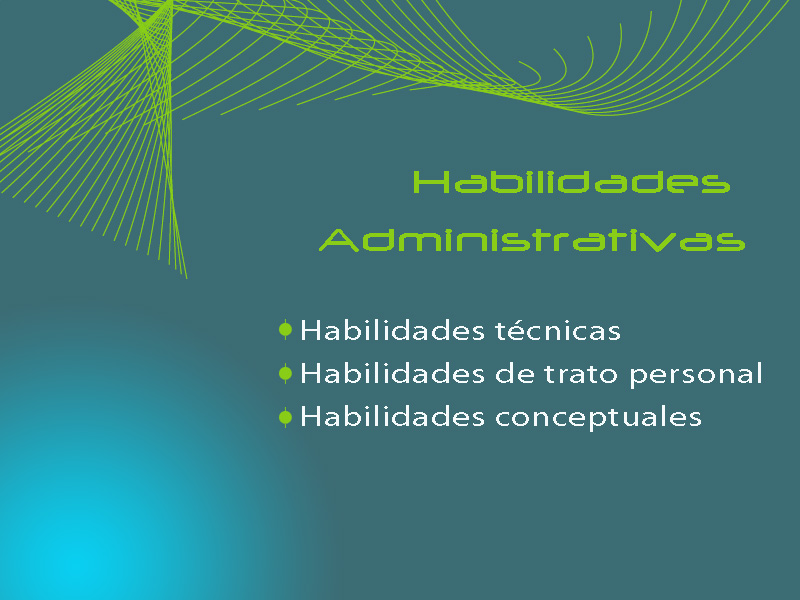 Habilidades
Administrativas
Habilidades técnicas
Habilidades de trato personal
Habilidades conceptuales